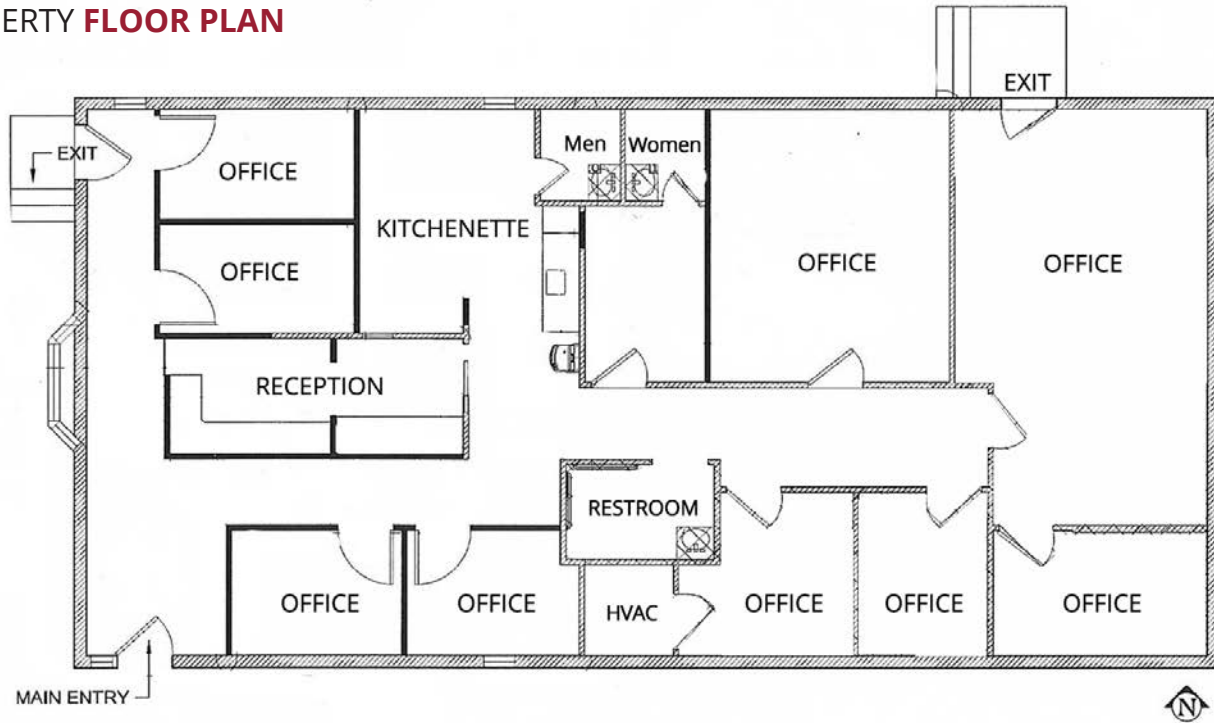 ERTY FLOOR PLAN
EXIT
EXIT
Men
Women
OFFICE
KITCHENETTE
OFFICE
OFFICE
OFFICE
RECEPTION
RESTROOM
OFFICE
OFFICE
HVAC
OFFICE
OFFICE
OFFICE
MAIN ENTRY
N